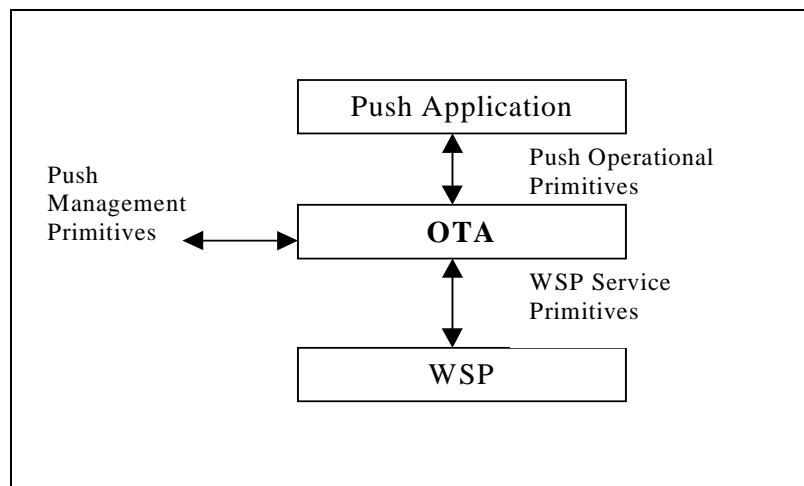 Push Application
Push Operational
Primitives
Push
Management
Primitives
OTA
WSP Service
Primitives
WSP